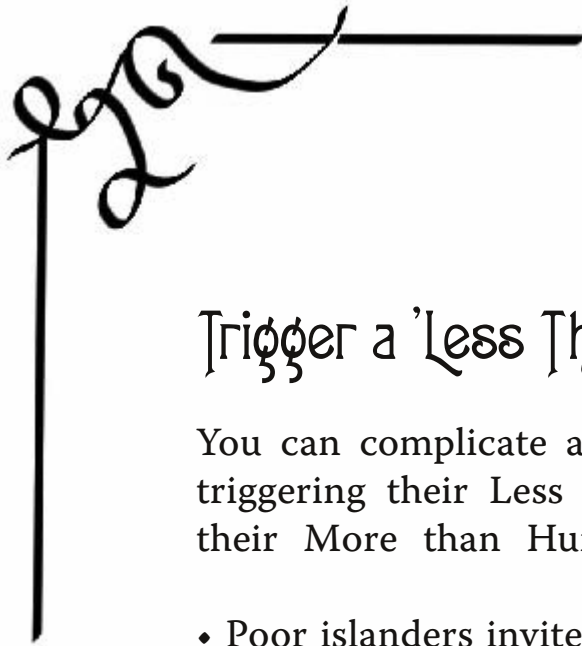 Trigger a 'Less Th
You can complicate a
triggering their Less
their More than Hu
• Poor islanders invite